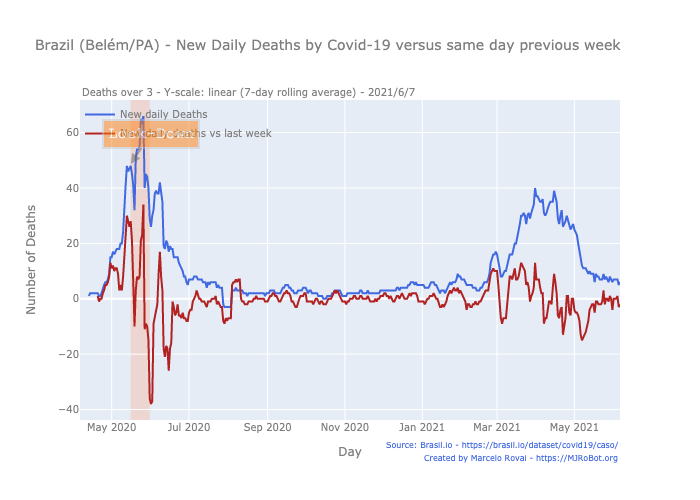 Brazil (Belém/PA) - New Daily Deaths by Covid-19 versus same day previous week
Deaths over 3 - Y-scale: linear (7-day rolling average) - 2021/6/7
New daily Deaths
New daily Deaths vs last week
Lock Down
60
40
20
0
−20
−40
Number of Deaths
May 2020
Jul 2020
Sep 2020
Nov 2020
Jan 2021
Mar 2021
May 2021
Day
Source: Brasil.io - https://brasil.io/dataset/covid19/caso/
Created by Marcelo Rovai - https://MJRoBot.org